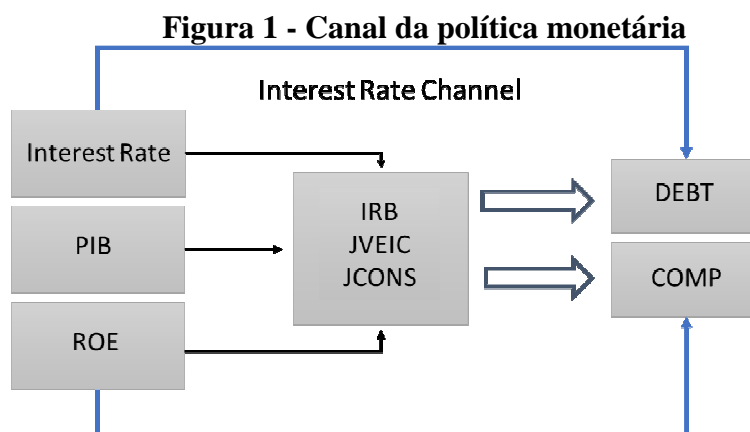 Figura 1 - Canal da política monetária
Interest Rate Channel
Interest Rate
PIB
ROE
IRB
JVEIC
JCONS
DEBT
COMP